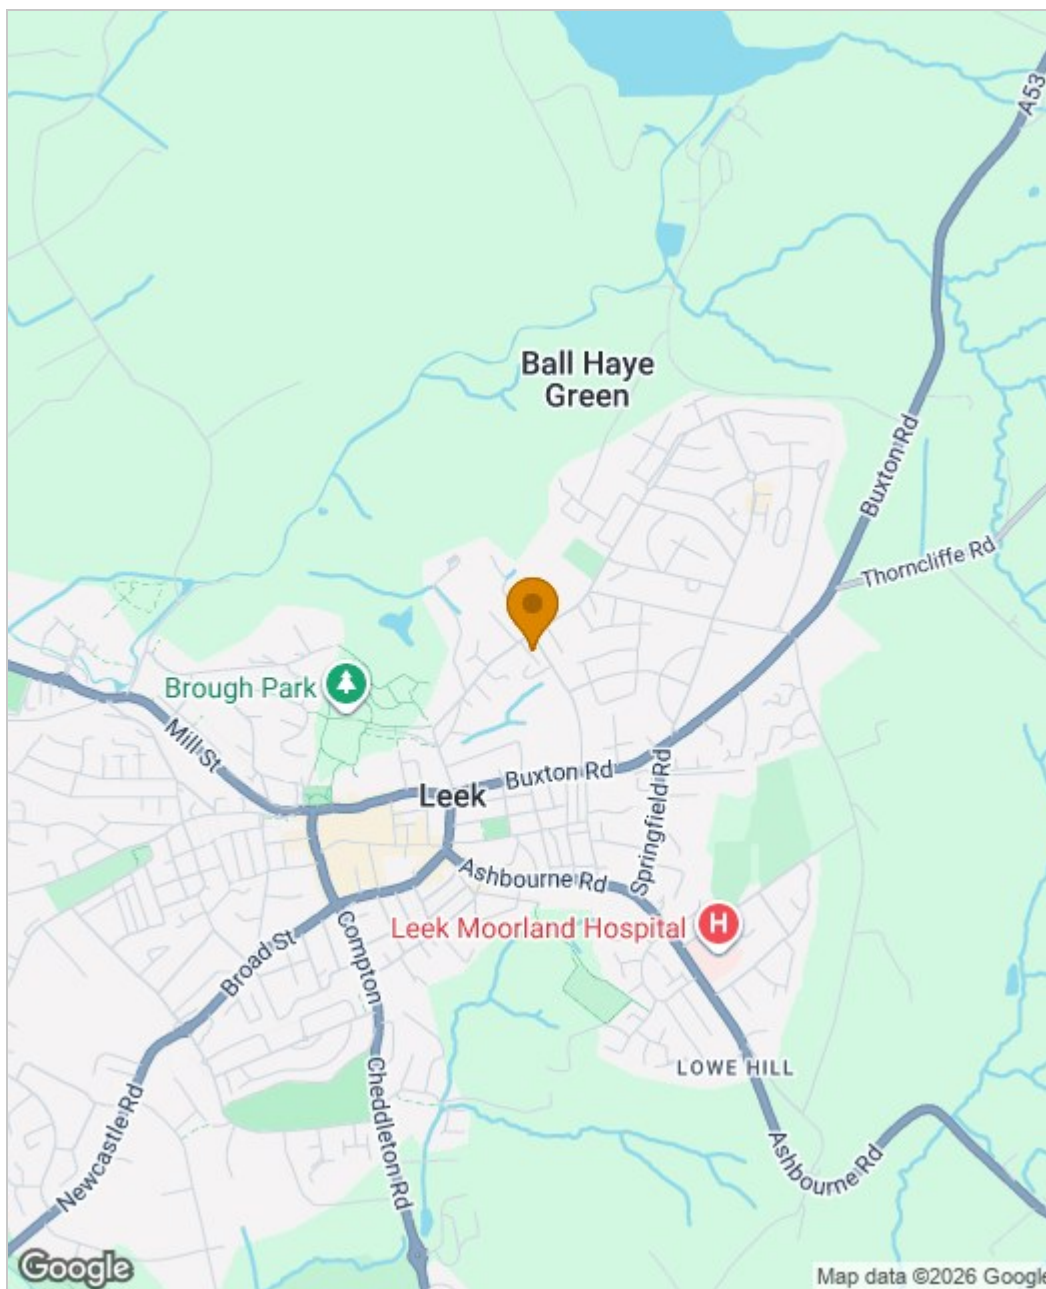 A53
Ball Haye
Green
Buxton Rd
Thorncliffe Rd
Brough Park
Mill St
Buxton Rd
Leek
Springfield Rd
Ashbourne Rd
Leek Moorland Hospital
H
Broad St
Compton
LOWE HILL
Cheddleton Rd
Newcastle Rd
Ashbourne Rd
Google
Map data ©2026 Google